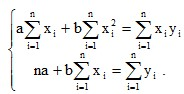 a∑_{i=1}^{n} x_i + b∑_{i=1}^{n} x_i^2 = ∑_{i=1}^{n} x_i y_i
na + b∑_{i=1}^{n} x_i = ∑_{i=1}^{n} y_i .